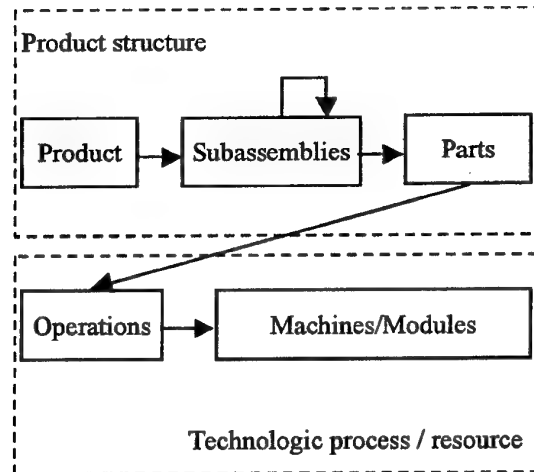 Product structure
Product
Subassemblies
Parts
Operations
Machines/Modules
Technologic process / resource